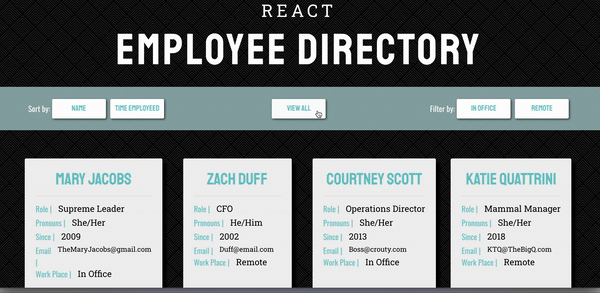 REACT
EMPLOYEE DIRECTORY
Sort by: NAME TIME EMPLOYEED VIEW ALL Filter by: IN OFFICE REMOTE
MARY JACOBS
Role | Supreme Leader
Pronouns | She/Her
Since | 2009
Email | TheMaryJacobs@gmail.com
Work Place | In Office
ZACH DUFF
Role | CFO
Pronouns | He/Him
Since | 2002
Email | Duff@email.com
Work Place | Remote
COURTNEY SCOTT
Role | Operations Director
Pronouns | She/Her
Since | 2013
Email | Boss@crouty.com
Work Place | In Office
KATIE QUATTRINI
Role | Mammal Manager
Pronouns | She/Her
Since | 2018
Email | KTQ@TheBigQ.com
Work Place | Remote